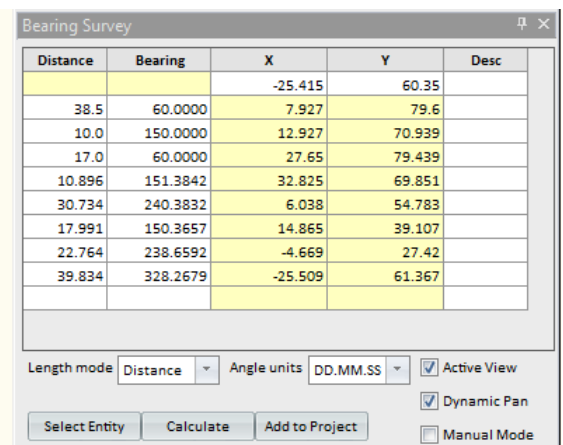 Bearing Survey
Distance Bearing X Y Desc
-25.415 60.35
38.5 60.0000 7.927 79.6
10.0 150.0000 12.927 70.939
17.0 60.0000 27.65 79.439
10.896 151.3842 32.825 69.851
30.734 240.3832 6.038 54.783
17.991 150.3657 14.865 39.107
22.764 238.6592 -4.669 27.42
39.834 328.2679 -25.509 61.367
Length mode Distance Angle units DD.MM.SS Active View
Dynamic Pan
Select Entity Calculate Add to Project Manual Mode